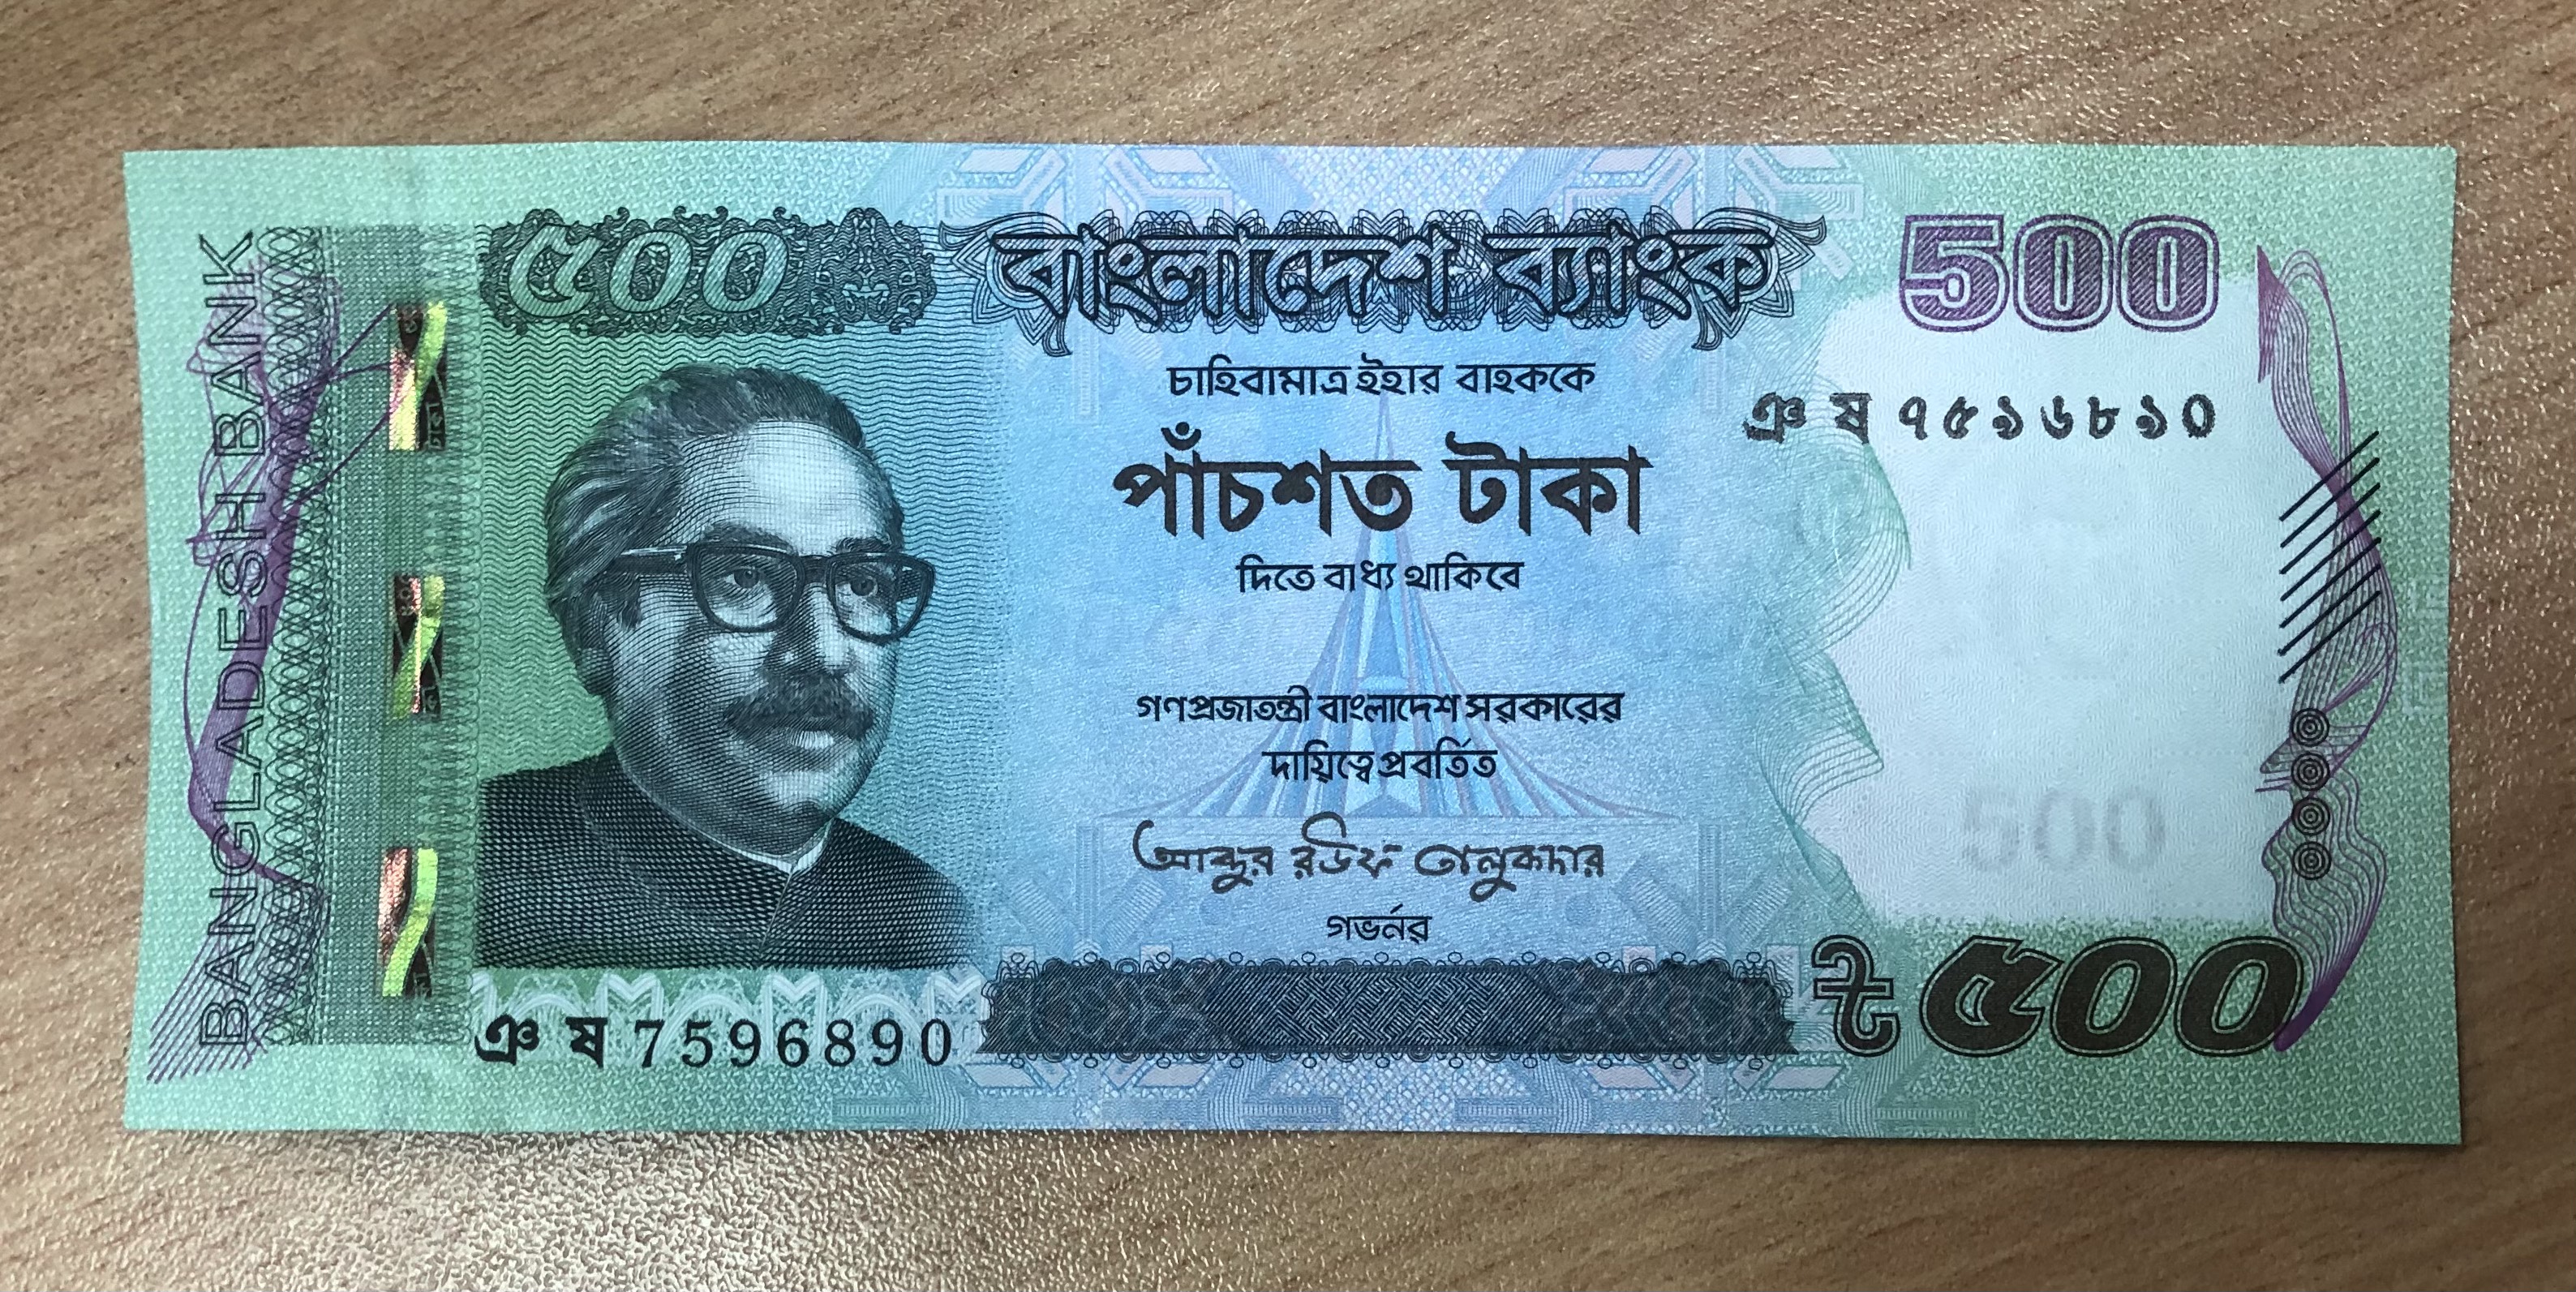 BANGLADESH BANK
৫০০
বাংলাদেশ ব্যাংক
500
চাহিবামাত্র ইহার বাহককে
ঞ ষ ৭৫৯৬৮৯০
পাঁচশত টাকা
দিতে বাধ্য থাকিবে
গণপ্রজাতন্ত্রী বাংলাদেশ সরকারের
দায়িত্বে প্রবর্তিত
500
আব্দুর রউফ তালুকদার
গভর্নর
ঞ ষ 7596890
৳ ৫০০